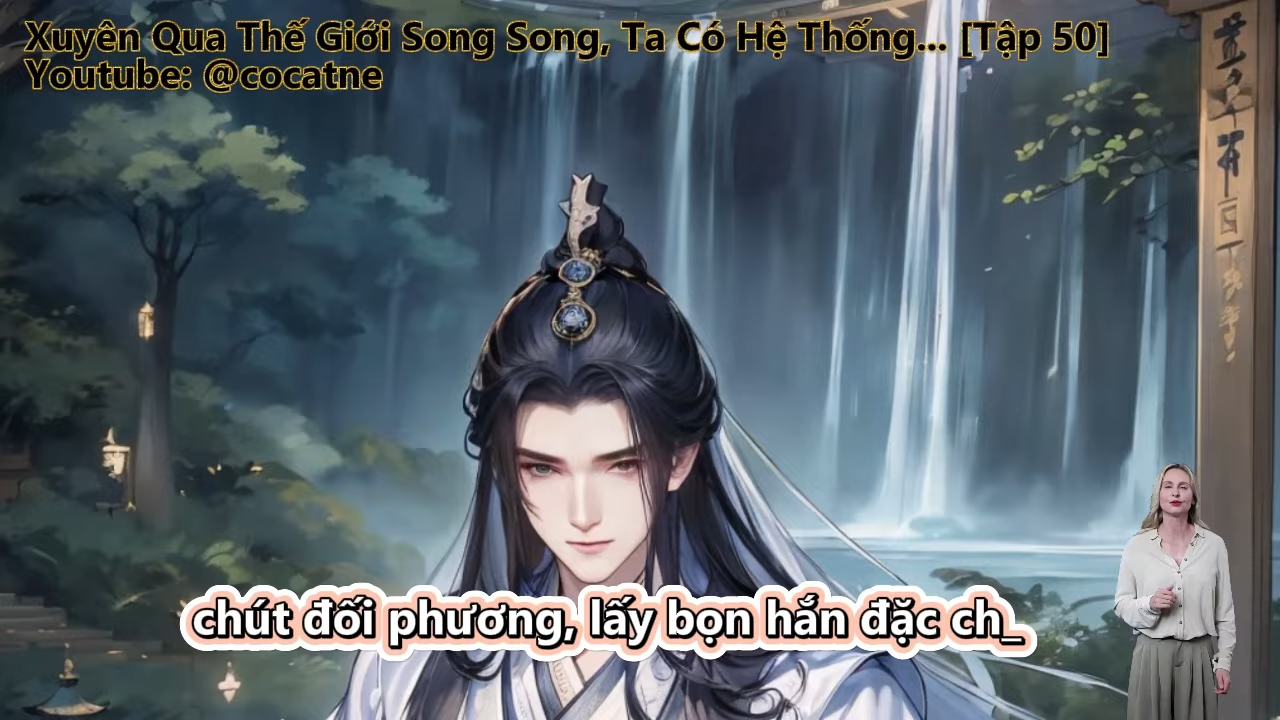 Xuyên Qua Thế Giới Song Song, Ta Có Hệ Thống... [Tập 50]
Youtube: @cocatne
chút đối phương, lấy bọn hắn đặc ch_